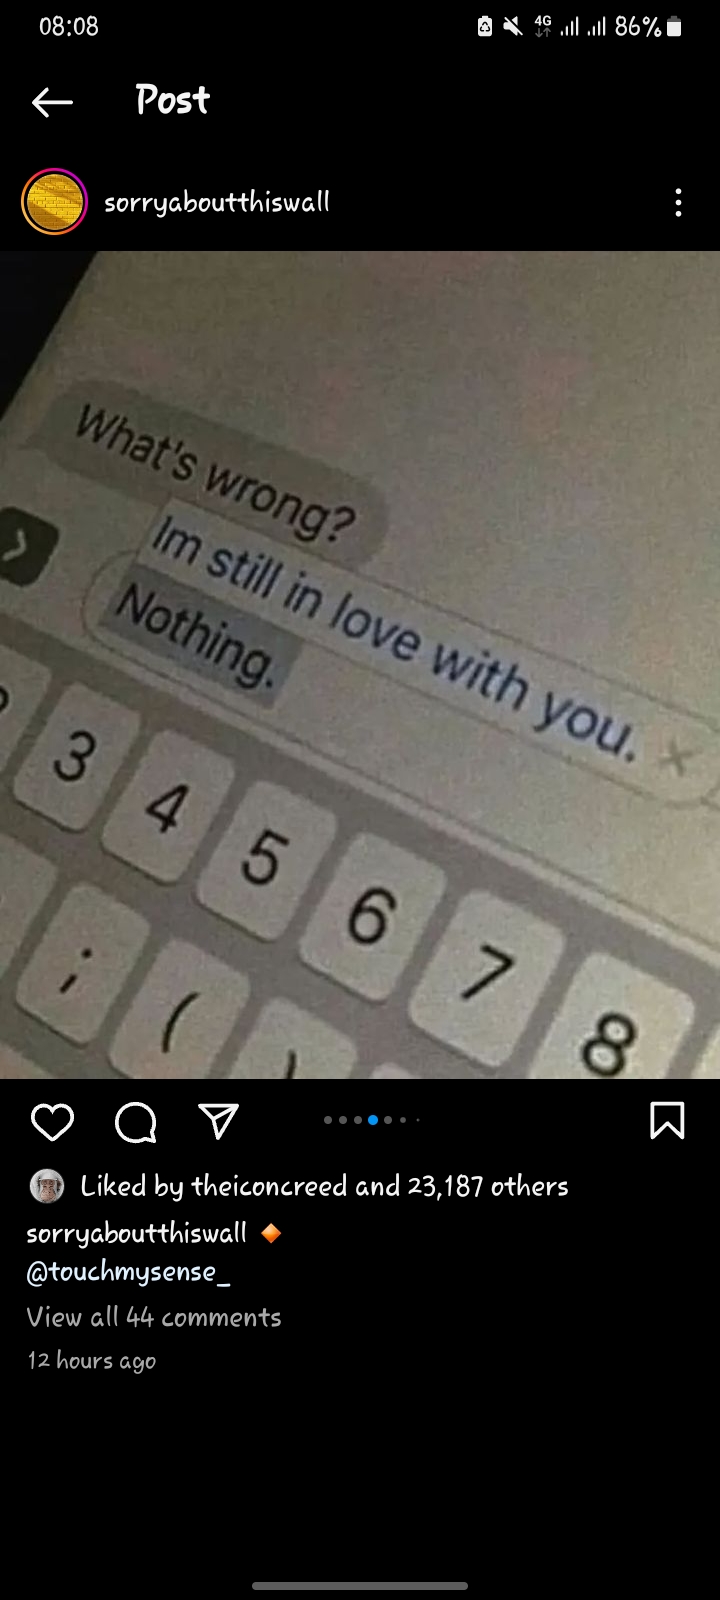 08:08
4G
86%
Post
sorryaboutthiswall
What's wrong?
Im still in love with you.
Nothing.
3 4 5 6 7 8
; ( )
Liked by theiconcreed and 23,187 others
sorryaboutthiswall 🔸
@touchmysense_
View all 44 comments
12 hours ago